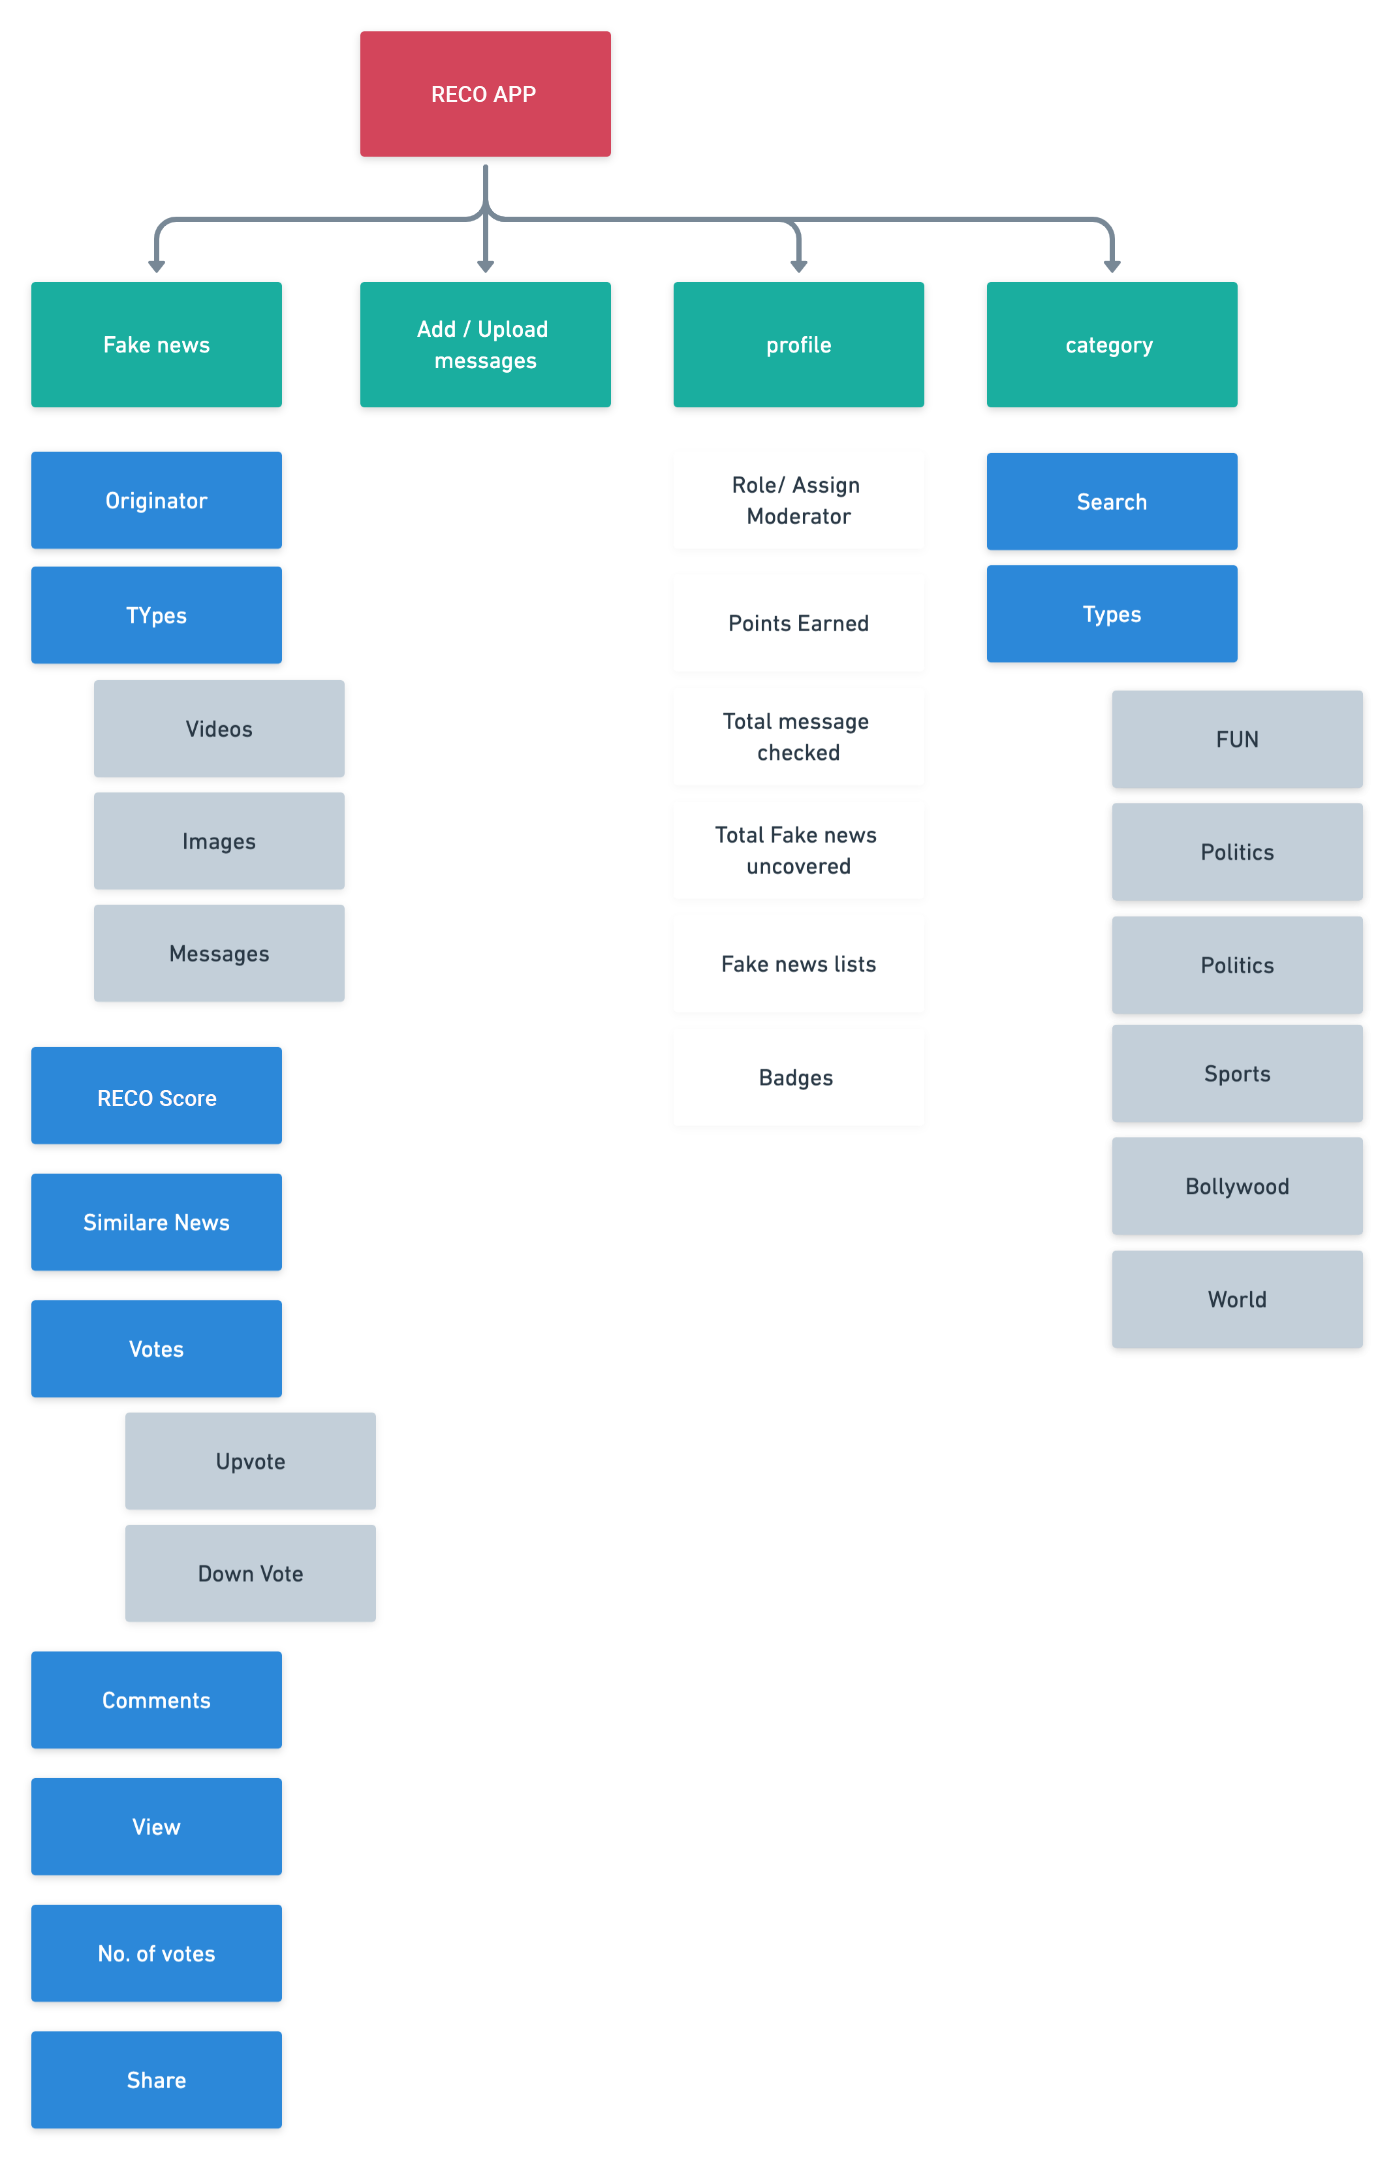 RECO APP
Fake news
Add / Upload
messages
profile
category
Originator
TYpes
Videos
Images
Messages
RECO Score
Similare News
Votes
Upvote
Down Vote
Comments
View
No. of votes
Share
Role/ Assign
Moderator
Points Earned
Total message
checked
Total Fake news
uncovered
Fake news lists
Badges
Search
Types
FUN
Politics
Politics
Sports
Bollywood
World